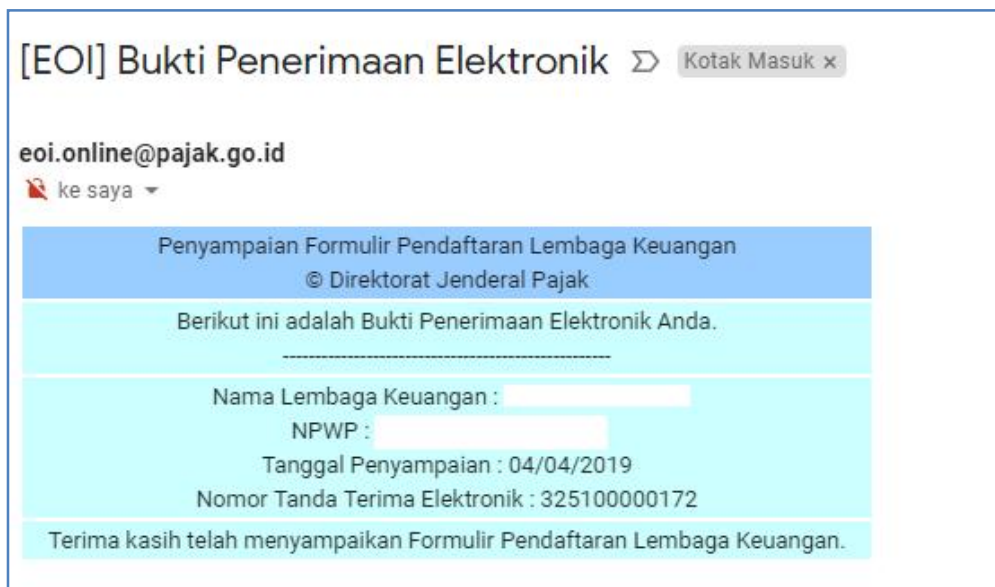 [EOI] Bukti Penerimaan Elektronik Kotak Masuk x
eoi.online@pajak.go.id
ke saya
Penyampaian Formulir Pendaftaran Lembaga Keuangan
© Direktorat Jenderal Pajak
Berikut ini adalah Bukti Penerimaan Elektronik Anda.
----------------------------------------------------
Nama Lembaga Keuangan :
NPWP :
Tanggal Penyampaian : 04/04/2019
Nomor Tanda Terima Elektronik : 325100000172
Terima kasih telah menyampaikan Formulir Pendaftaran Lembaga Keuangan.